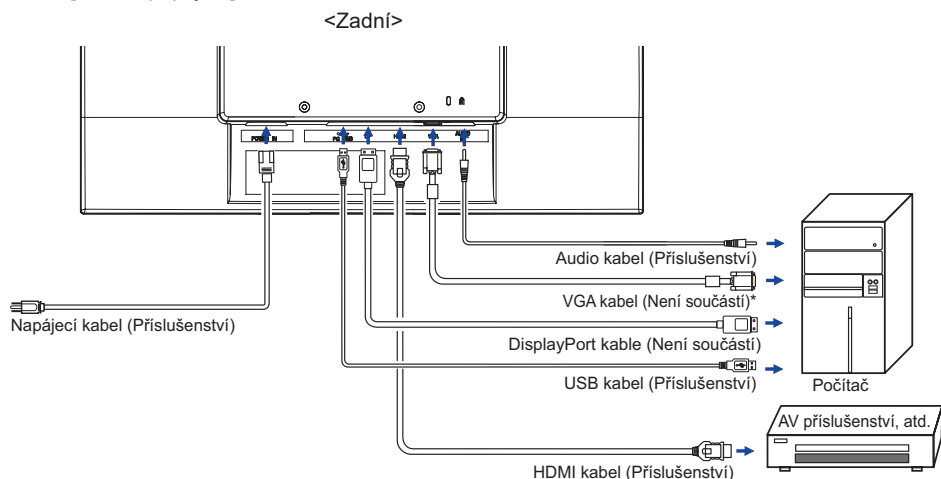 <Zadní>
Audio kabel (Příslušenství)
VGA kabel (Není součástí)*
Napájecí kabel (Příslušenství)
DisplayPort kable (Není součástí)
USB kabel (Příslušenství)
Počítač
AV příslušenství, atd.
HDMI kabel (Příslušenství)